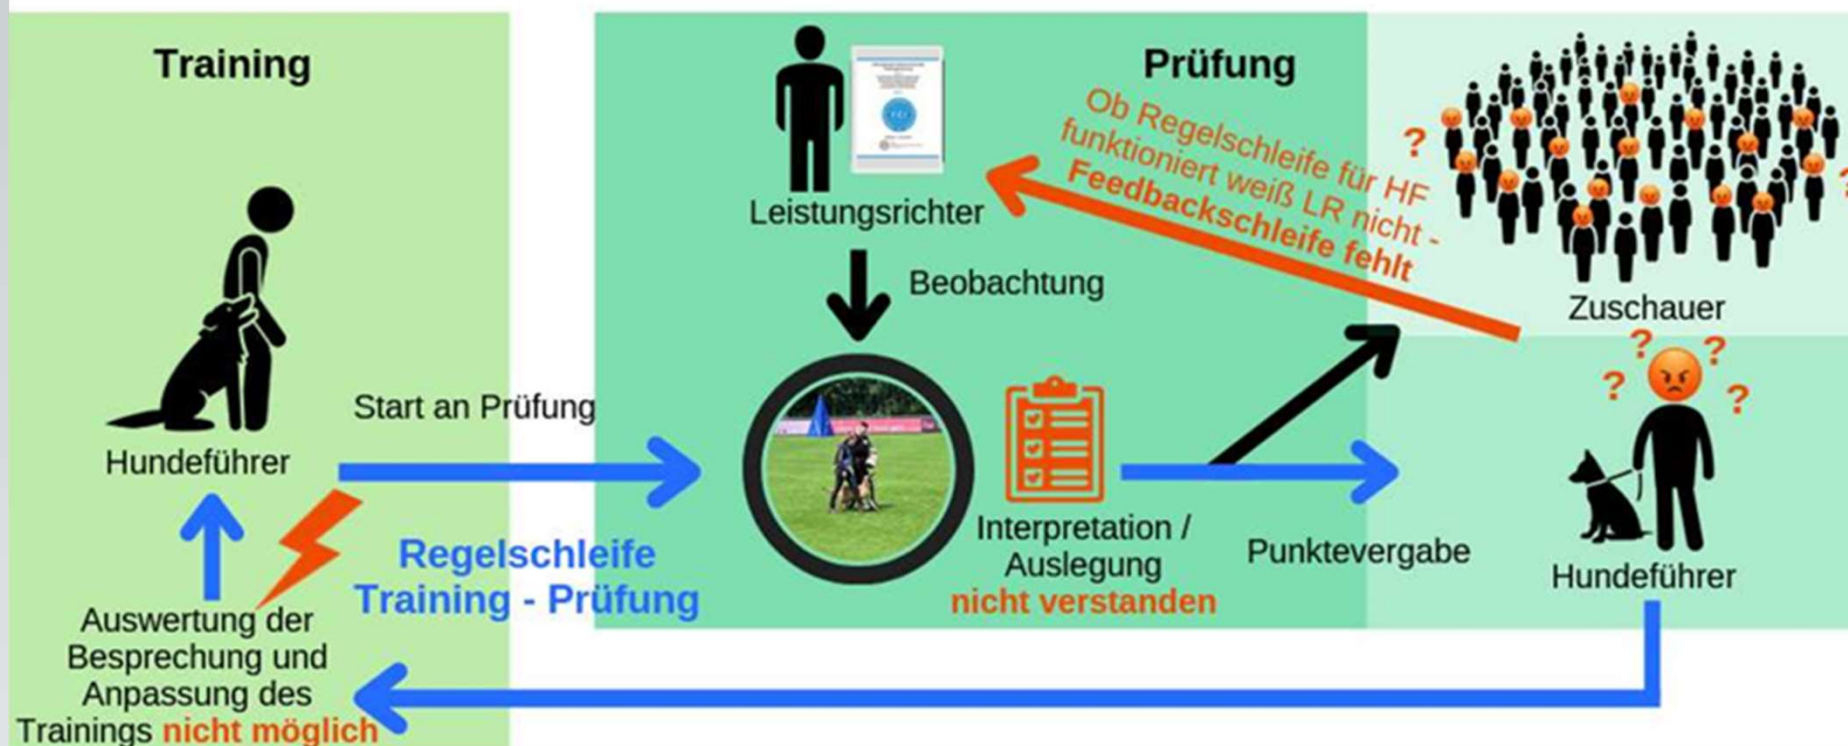 Training
Hundeführer
Start an Prüfung
Regelschleife
Training - Prüfung
Auswertung der
Besprechung und
Anpassung des
Trainings nicht möglich
Prüfung
Leistungsrichter
Beobachtung
Ob Regelschleife für HF
funktioniert weiß LR nicht -
Feedbackschleife fehlt
Interpretation /
Auslegung
nicht verstanden
Punktevergabe
?
?
Zuschauer
? ?
? ?
Hundeführer